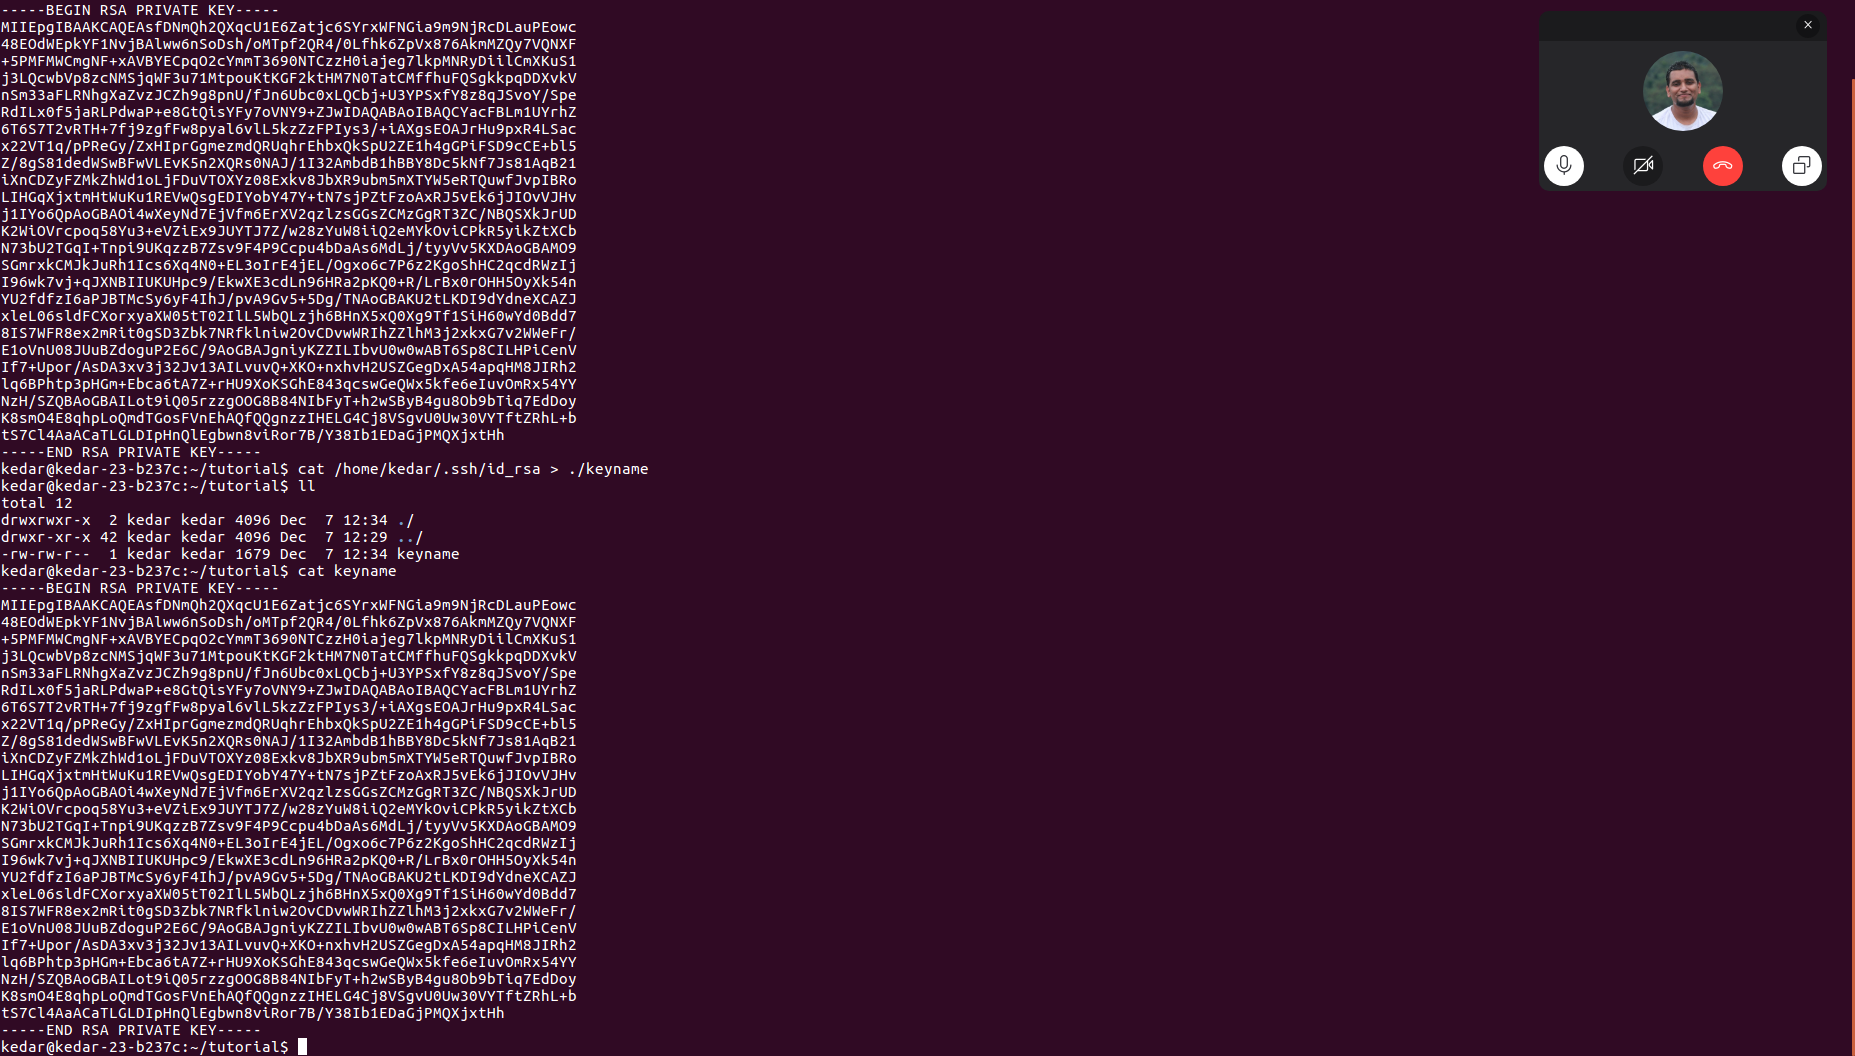 -----BEGIN RSA PRIVATE KEY-----
MIIEpgIBAAKCAQEAsfDNmQh2QXqcU1E6Zatjc6SYrxWFNGia9m9NjRcDLauPEowc
48EOdWEpkYF1NvjBAlww6nSoDsh/oMTpf2QR4/0Lfhk6ZpVx876AkmMZQy7VQNXF
+5PMFMWCmgNF+xAVBYECpqO2cYmmT3690NTCzzH0iajeg7lkpMNRyDiilCmXKuS1
j3LQcwbVp8zcNMSjqWF3u71MtpouKtKGF2ktHM7N0TatCMffhuFQSgkkpqDDXvkV
nSm33aFLRNhgXaZvzJCZh9g8pnU/fJn6Ubc0xLQCbj+U3YPSxfY8z8qJSvoY/Spe
RdILx0f5jaRLPdwaP+e8GtQisYFy7oVNY9+ZJwIDAQABAoIBAQCYacFBLm1UYrhZ
6T6S7T2vRTH+7fj9zgfFw8pyal6vlL5kzZzFPIys3/+iAXgsEOAJrHu9pxR4LSac
x22VT1q/pPReGy/ZxHIprGgmezmdQRUqhrEhbxQkSpU2ZE1h4gGPiFSD9cCE+bl5
Z/8gS81dedWSwBFwVLEvK5n2XQRs0NAJ/1I32AmbdB1hBBY8Dc5kNf7Js81AqB21
iXnCDZyFZMkZhWd1oLjFDuVTOXYz08Exkv8JbXR9ubm5mXTYW5eRTQuwfJvpIBRo
LIHGqXjxtmHtWuKu1REVwQsgEDIYobY47Y+tN7sjPZtFzoAxRJ5vEk6jJIOvVJHv
j1IYo6QpAoGBAOi4wXeyNd7EjVfm6ErXV2qzlzsGGsZCMzGgRT3ZC/NBQSXkJrUD
K2WiOVrcpoq58Yu3+eVZiEx9JUYTJ7Z/w28zYuW8iiQ2eMYkOviCPkR5yikZtXCb
N73bU2TGqI+Tnpi9UKqzzB7Zsv9F4P9Ccpu4bDaAs6MdLj/tyyVv5KXDAoGBAMO9
SGmrxkCMJkJuRh1Ics6Xq4N0+EL3oIrE4jEL/Ogxo6c7P6z2KgoShHC2qcdRWzIj
I96wk7vj+qJXNBIIUKUHpc9/EkwXE3cdLn96HRa2pKQ0+R/LrBx0rOHH5OyXk54n
YU2fdfzI6aPJBTMcSy6yF4IhJ/pvA9Gv5+5Dg/TNAoGBAKU2tLKDI9dYdneXCAZJ
xleL06sldFCXorxyaXW05tT02IlL5WbQLzjh6BHnX5xQ0Xg9Tf1SiH60wYd0Bdd7
8IS7WFR8ex2mRit0gSD3Zbk7NRfklniw2OvCDvwWRIhZZlhM3j2xkxG7v2WWeFr/
E1oVnU08JUuBZdoguP2E6C/9AoGBAJgniyKZZILIbvU0w0wABT6Sp8CILHPiCenV
If7+Upor/AsDA3xv3j32Jv13AILvuvQ+XKO+nxhvH2USZGegDxA54apqHM8JIRh2
lq6BPhtp3pHGm+Ebca6tA7Z+rHU9XoKSGhE843qcswGeQWx5kfe6eIuvOmRx54YY
NzH/SZQBAoGBAILot9iQ05rzzgOOG8B84NIbFyT+h2wSByB4gu8Ob9bTiq7EdDoy
K8smO4E8qhpLoQmdTGosFVnEhAQfQQgnzzIHELG4Cj8VSgvU0Uw30VYTftZRhL+b
tS7Cl4AaACaTLGLDIpHnQlEgbwn8viRor7B/Y38Ib1EDaGjPMQXjxtHh
-----END RSA PRIVATE KEY-----
kedar@kedar-23-b237c:~/tutorial$ cat /home/kedar/.ssh/id_rsa > ./keyname
kedar@kedar-23-b237c:~/tutorial$ ll
total 12
drwxrwxr-x  2 kedar kedar 4096 Dec  7 12:34 ./
drwxr-xr-x 42 kedar kedar 4096 Dec  7 12:29 ../
-rw-rw-r--  1 kedar kedar 1679 Dec  7 12:34 keyname
kedar@kedar-23-b237c:~/tutorial$ cat keyname
-----BEGIN RSA PRIVATE KEY-----
MIIEpgIBAAKCAQEAsfDNmQh2QXqcU1E6Zatjc6SYrxWFNGia9m9NjRcDLauPEowc
48EOdWEpkYF1NvjBAlww6nSoDsh/oMTpf2QR4/0Lfhk6ZpVx876AkmMZQy7VQNXF
+5PMFMWCmgNF+xAVBYECpqO2cYmmT3690NTCzzH0iajeg7lkpMNRyDiilCmXKuS1
j3LQcwbVp8zcNMSjqWF3u71MtpouKtKGF2ktHM7N0TatCMffhuFQSgkkpqDDXvkV
nSm33aFLRNhgXaZvzJCZh9g8pnU/fJn6Ubc0xLQCbj+U3YPSxfY8z8qJSvoY/Spe
RdILx0f5jaRLPdwaP+e8GtQisYFy7oVNY9+ZJwIDAQABAoIBAQCYacFBLm1UYrhZ
6T6S7T2vRTH+7fj9zgfFw8pyal6vlL5kzZzFPIys3/+iAXgsEOAJrHu9pxR4LSac
x22VT1q/pPReGy/ZxHIprGgmezmdQRUqhrEhbxQkSpU2ZE1h4gGPiFSD9cCE+bl5
Z/8gS81dedWSwBFwVLEvK5n2XQRs0NAJ/1I32AmbdB1hBBY8Dc5kNf7Js81AqB21
iXnCDZyFZMkZhWd1oLjFDuVTOXYz08Exkv8JbXR9ubm5mXTYW5eRTQuwfJvpIBRo
LIHGqXjxtmHtWuKu1REVwQsgEDIYobY47Y+tN7sjPZtFzoAxRJ5vEk6jJIOvVJHv
j1IYo6QpAoGBAOi4wXeyNd7EjVfm6ErXV2qzlzsGGsZCMzGgRT3ZC/NBQSXkJrUD
K2WiOVrcpoq58Yu3+eVZiEx9JUYTJ7Z/w28zYuW8iiQ2eMYkOviCPkR5yikZtXCb
N73bU2TGqI+Tnpi9UKqzzB7Zsv9F4P9Ccpu4bDaAs6MdLj/tyyVv5KXDAoGBAMO9
SGmrxkCMJkJuRh1Ics6Xq4N0+EL3oIrE4jEL/Ogxo6c7P6z2KgoShHC2qcdRWzIj
I96wk7vj+qJXNBIIUKUHpc9/EkwXE3cdLn96HRa2pKQ0+R/LrBx0rOHH5OyXk54n
YU2fdfzI6aPJBTMcSy6yF4IhJ/pvA9Gv5+5Dg/TNAoGBAKU2tLKDI9dYdneXCAZJ
xleL06sldFCXorxyaXW05tT02IlL5WbQLzjh6BHnX5xQ0Xg9Tf1SiH60wYd0Bdd7
8IS7WFR8ex2mRit0gSD3Zbk7NRfklniw2OvCDvwWRIhZZlhM3j2xkxG7v2WWeFr/
E1oVnU08JUuBZdoguP2E6C/9AoGBAJgniyKZZILIbvU0w0wABT6Sp8CILHPiCenV
If7+Upor/AsDA3xv3j32Jv13AILvuvQ+XKO+nxhvH2USZGegDxA54apqHM8JIRh2
lq6BPhtp3pHGm+Ebca6tA7Z+rHU9XoKSGhE843qcswGeQWx5kfe6eIuvOmRx54YY
NzH/SZQBAoGBAILot9iQ05rzzgOOG8B84NIbFyT+h2wSByB4gu8Ob9bTiq7EdDoy
K8smO4E8qhpLoQmdTGosFVnEhAQfQQgnzzIHELG4Cj8VSgvU0Uw30VYTftZRhL+b
tS7Cl4AaACaTLGLDIpHnQlEgbwn8viRor7B/Y38Ib1EDaGjPMQXjxtHh
-----END RSA PRIVATE KEY-----
kedar@kedar-23-b237c:~/tutorial$